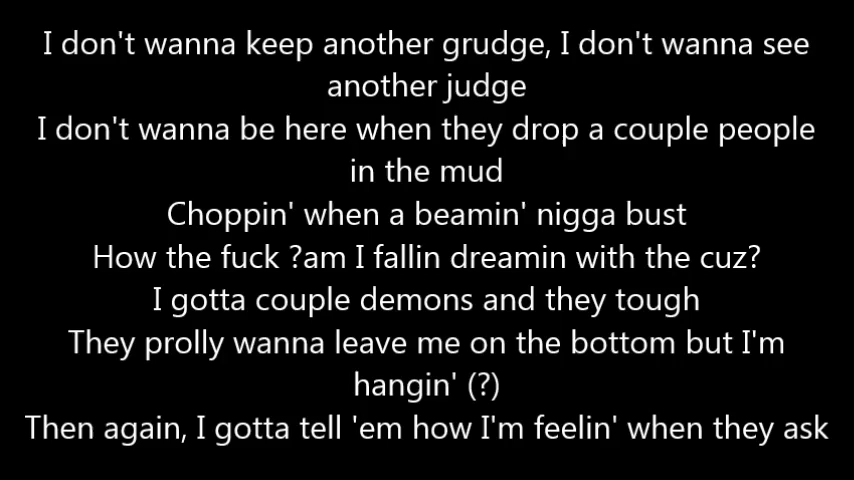 I don't wanna keep another grudge, I don't wanna see
another judge
I don't wanna be here when they drop a couple people
in the mud
Choppin' when a beamin' nigga bust
How the fuck ?am I fallin dreamin with the cuz?
I gotta couple demons and they tough
They prolly wanna leave me on the bottom but I'm
hangin' (?)
Then again, I gotta tell 'em how I'm feelin' when they ask